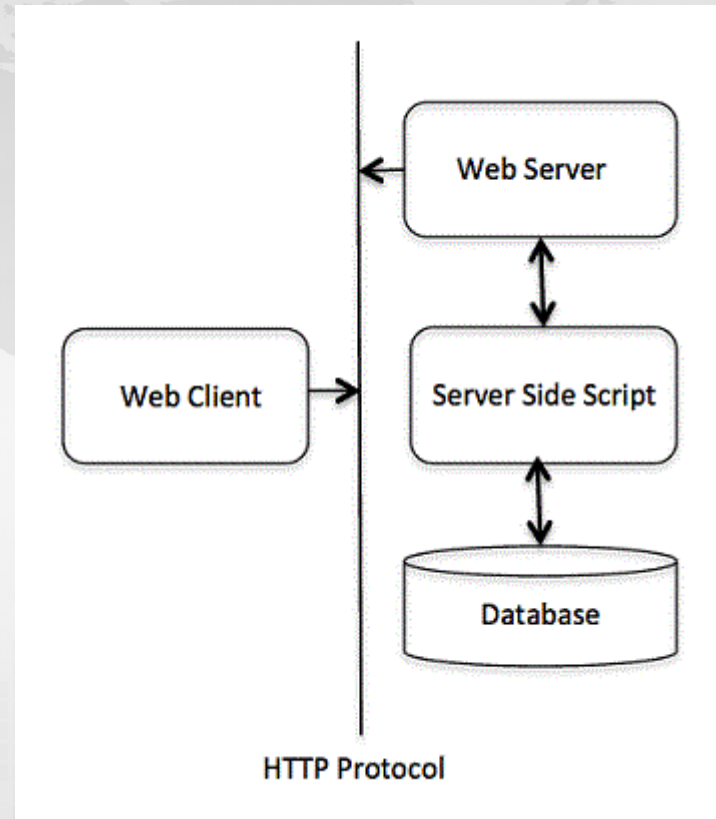 Web Server
Web Client
Server Side Script
Database
HTTP Protocol